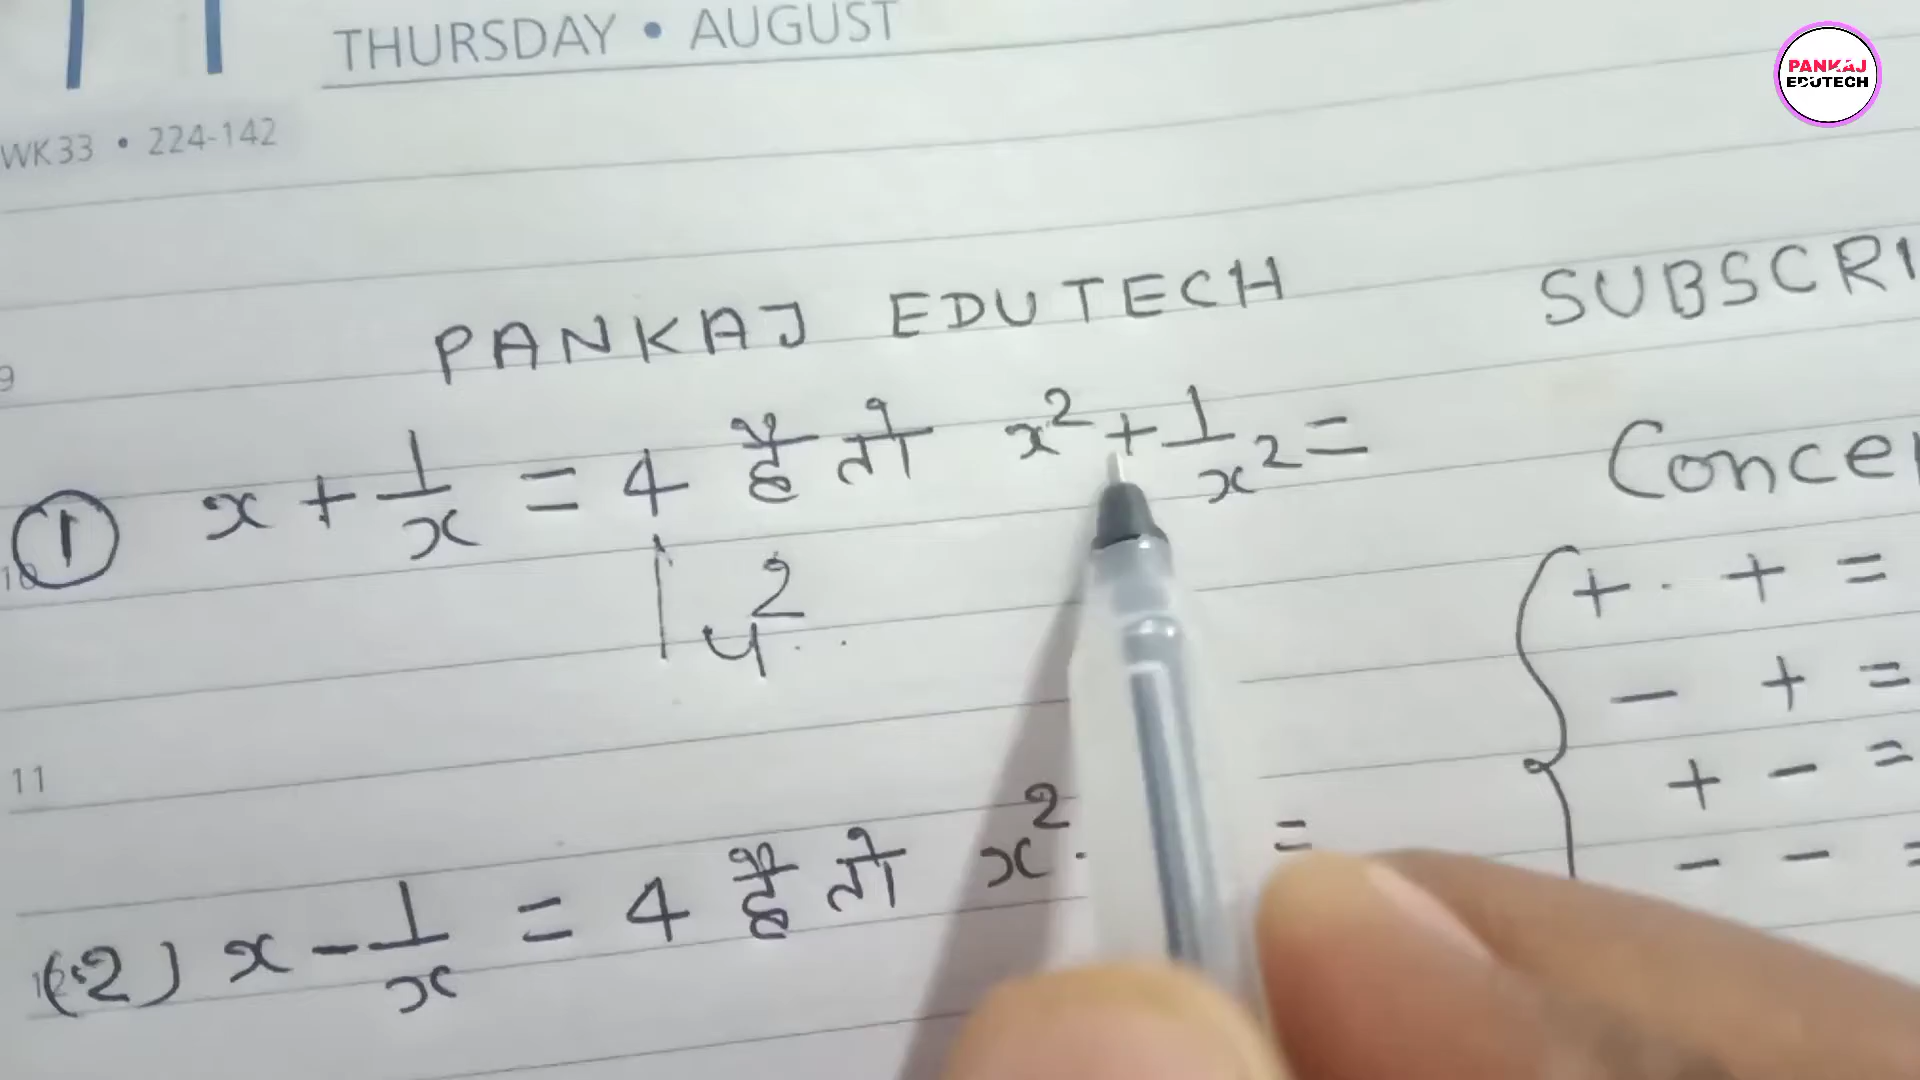 THURSDAY • AUGUST
PANKAJ
EDUTECH
WK33 • 224-142
PANKAJ EDUTECH SUBSCRI
9
① x + 1/x = 4 है तो x² + 1/x² =
Concep
10
4²
+ . + =
- + =
11
+ - =
- - =
(2) x - 1/x = 4 है तो x² =